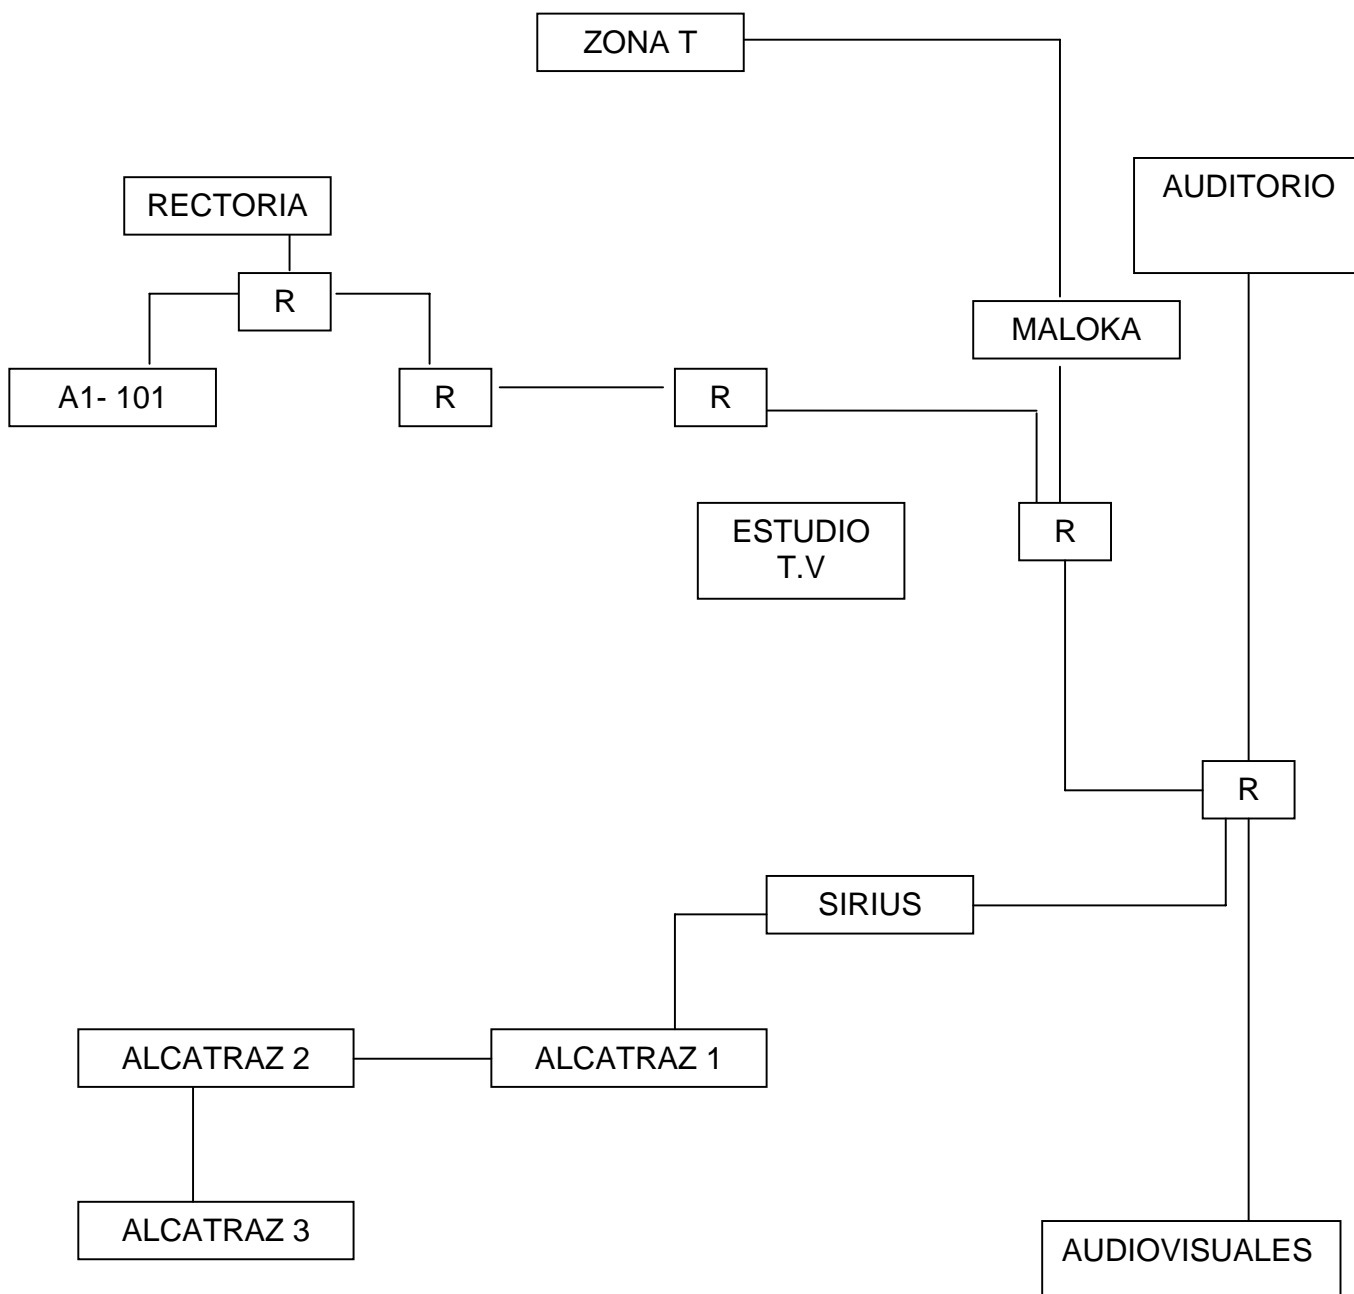 ZONA T
AUDITORIO
RECTORIA
R
MALOKA
A1- 101
R
R
ESTUDIO
T.V
R
R
SIRIUS
ALCATRAZ 2
ALCATRAZ 1
ALCATRAZ 3
AUDIOVISUALES